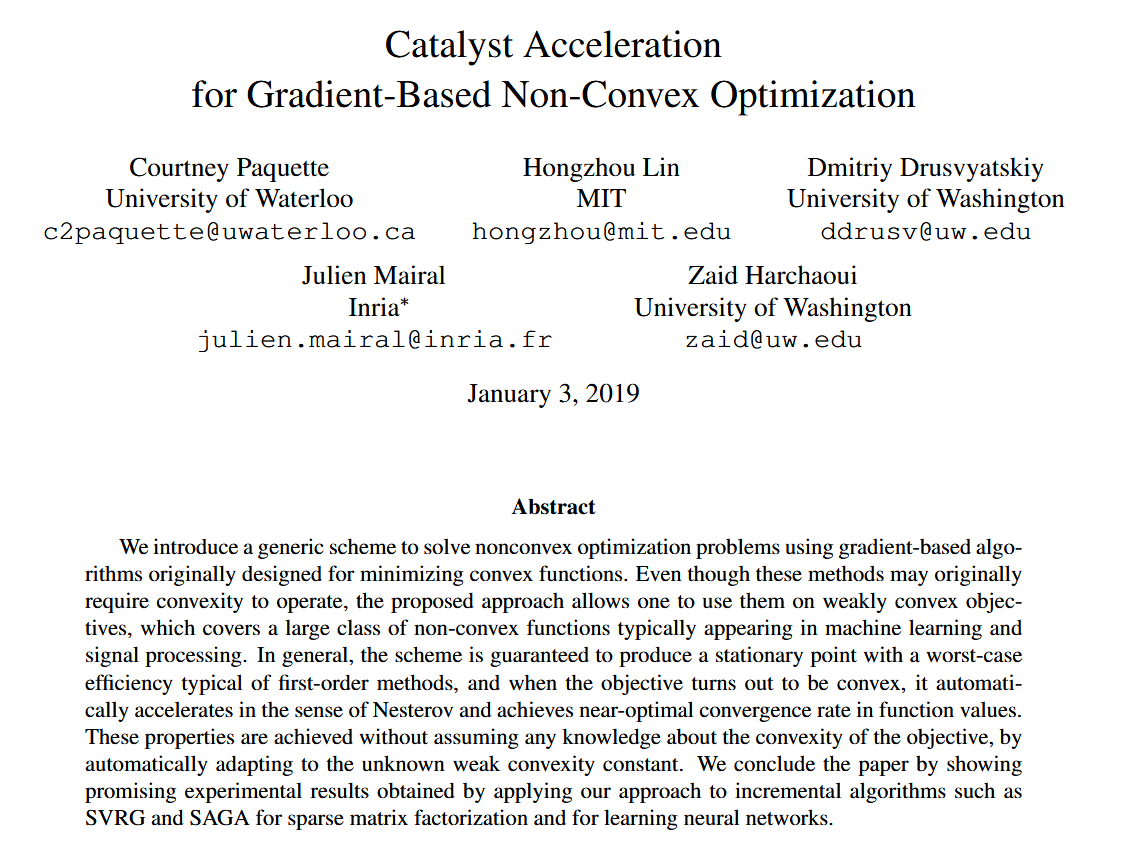 Catalyst Acceleration
for Gradient-Based Non-Convex Optimization
Courtney Paquette
University of Waterloo
c2paquette@uwaterloo.ca
Hongzhou Lin
MIT
hongzhou@mit.edu
Dmitriy Drusvyatskiy
University of Washington
ddrusv@uw.edu
Julien Mairal
Inria*
julien.mairal@inria.fr
Zaid Harchaoui
University of Washington
zaid@uw.edu
January 3, 2019
Abstract
We introduce a generic scheme to solve nonconvex optimization problems using gradient-based algo-
rithms originally designed for minimizing convex functions. Even though these methods may originally
require convexity to operate, the proposed approach allows one to use them on weakly convex objec-
tives, which covers a large class of non-convex functions typically appearing in machine learning and
signal processing. In general, the scheme is guaranteed to produce a stationary point with a worst-case
efficiency typical of first-order methods, and when the objective turns out to be convex, it automati-
cally accelerates in the sense of Nesterov and achieves near-optimal convergence rate in function values.
These properties are achieved without assuming any knowledge about the convexity of the objective, by
automatically adapting to the unknown weak convexity constant. We conclude the paper by showing
promising experimental results obtained by applying our approach to incremental algorithms such as
SVRG and SAGA for sparse matrix factorization and for learning neural networks.